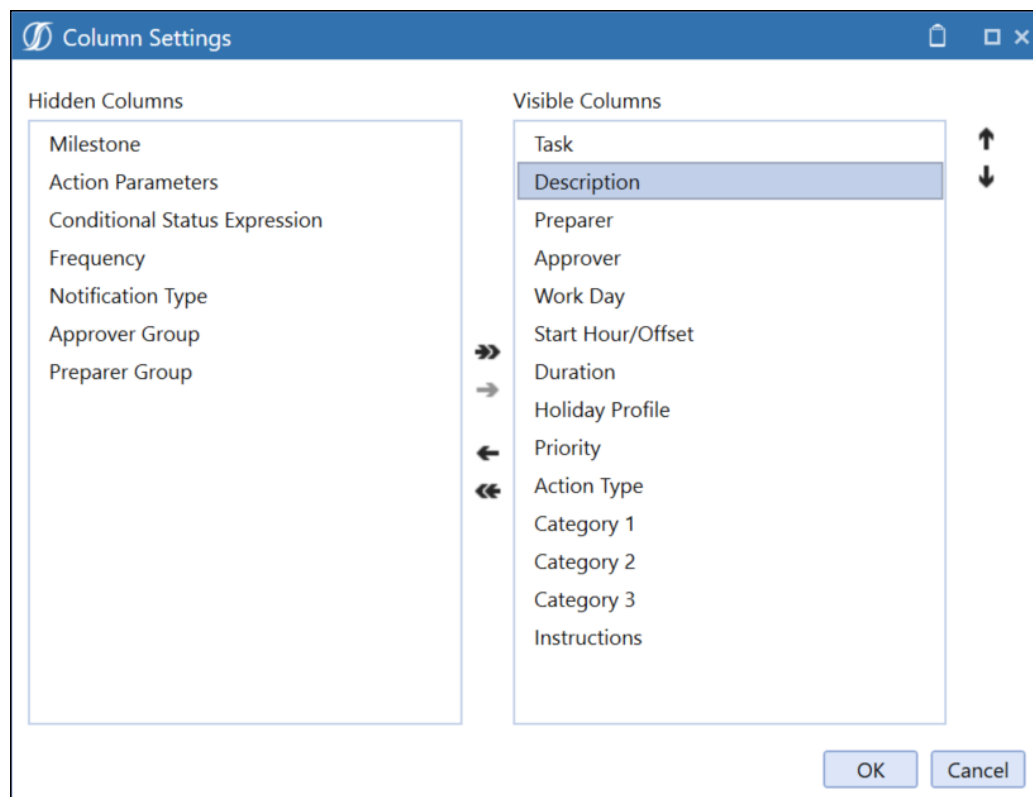 Column Settings
Hidden Columns
Milestone
Action Parameters
Conditional Status Expression
Frequency
Notification Type
Approver Group
Preparer Group
Visible Columns
Task
Description
Preparer
Approver
Work Day
Start Hour/Offset
Duration
Holiday Profile
Priority
Action Type
Category 1
Category 2
Category 3
Instructions
OK
Cancel